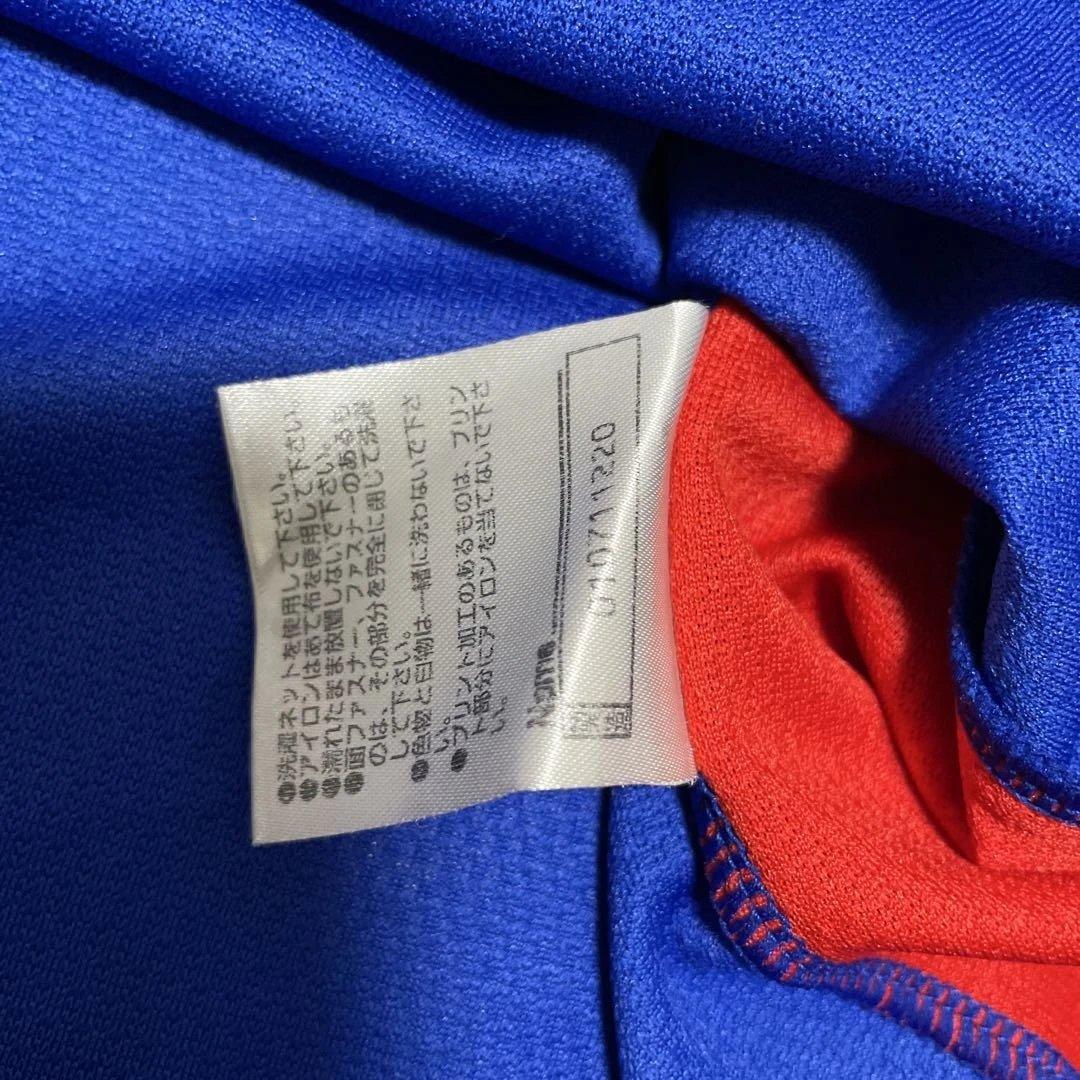 ●洗濯ネットを使用して下さい。
●アイロンはあて布を使用して下さい
●濡れたまま放置しないで下さい。
●面ファスナー、ファスナーのあるも
のは、その部分を完全に閉じて洗濯
して下さい。
●色物と白物は一緒に洗わないで下さ
い。
●プリント加工のあるものは、プリン
ト部分にアイロンを当てないで下さ
い。
Name